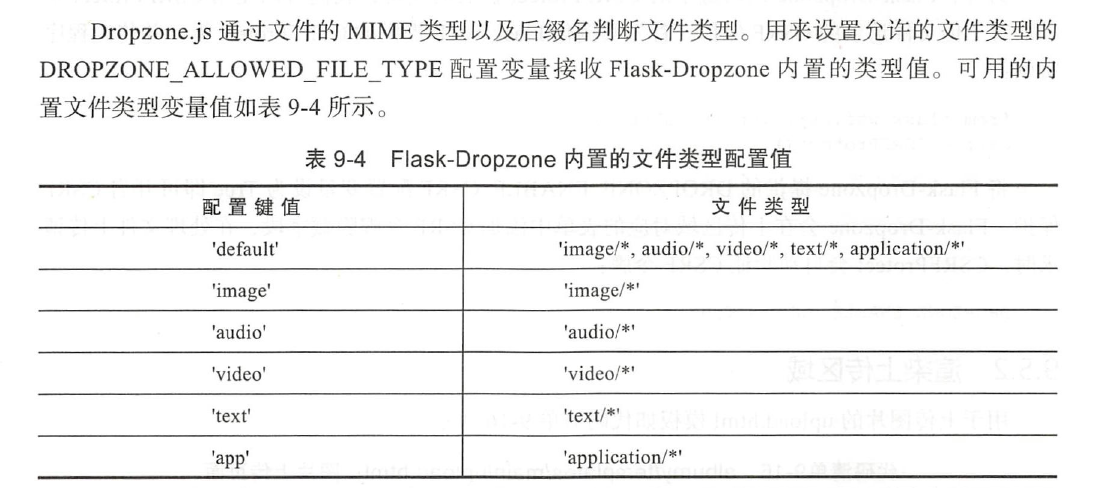 Dropzone.js 通过文件的 MIME 类型以及后缀名判断文件类型。用来设置允许的文件类型的
DROPZONE_ALLOWED_FILE_TYPE 配置变量接收 Flask-Dropzone 内置的类型值。可用的内
置文件类型变量值如表 9-4 所示。
表 9-4 Flask-Dropzone 内置的文件类型配置值
配置键值 文件类型
'default' 'image/*, audio/*, video/*, text/*, application/*'
'image' 'image/*'
'audio' 'audio/*'
'video' 'video/*'
'text' 'text/*'
'app' 'application/*'